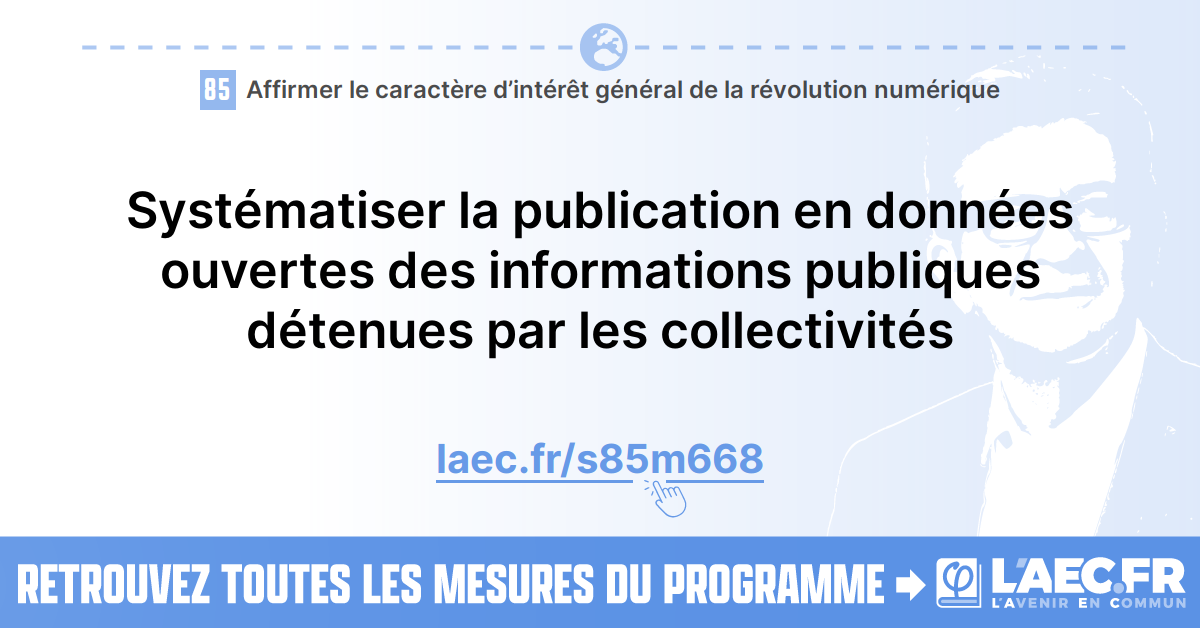 85 Affirmer le caractère d’intérêt général de la révolution numérique
Systématiser la publication en données
ouvertes des informations publiques
détenues par les collectivités
laec.fr/s85m668
RETROUVEZ TOUTES LES MESURES DU PROGRAMME
L'AEC.FR
L'AVENIR EN COMMUN